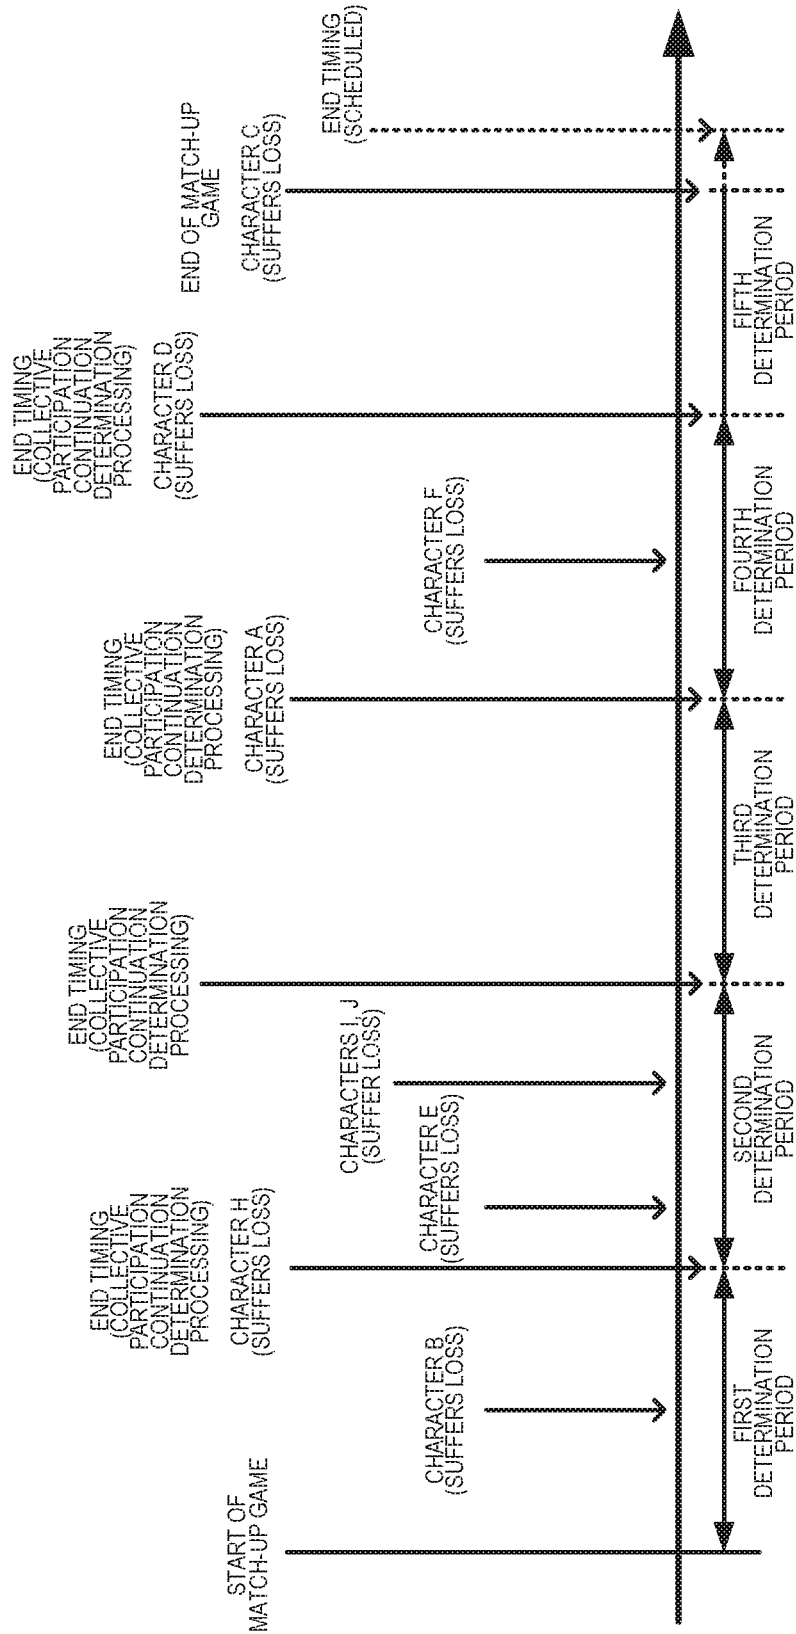 START OF
MATCH-UP GAME
CHARACTER B
(SUFFERS LOSS)
END TIMING
(COLLECTIVE
PARTICIPATION
CONTINUATION
DETERMINATION
PROCESSING)
CHARACTER H
(SUFFERS LOSS)
CHARACTER E
(SUFFERS LOSS)
CHARACTERS I, J
(SUFFER LOSS)
END TIMING
(COLLECTIVE
PARTICIPATION
CONTINUATION
DETERMINATION
PROCESSING)
END TIMING
(COLLECTIVE
PARTICIPATION
CONTINUATION
DETERMINATION
PROCESSING)
CHARACTER A
(SUFFERS LOSS)
CHARACTER F
(SUFFERS LOSS)
END TIMING
(COLLECTIVE
PARTICIPATION
CONTINUATION
DETERMINATION
PROCESSING)
CHARACTER D
(SUFFERS LOSS)
END OF MATCH-UP
GAME
CHARACTER C
(SUFFERS LOSS)
END TIMING
(SCHEDULED)
FIRST
DETERMINATION
PERIOD
SECOND
DETERMINATION
PERIOD
THIRD
DETERMINATION
PERIOD
FOURTH
DETERMINATION
PERIOD
FIFTH
DETERMINATION
PERIOD